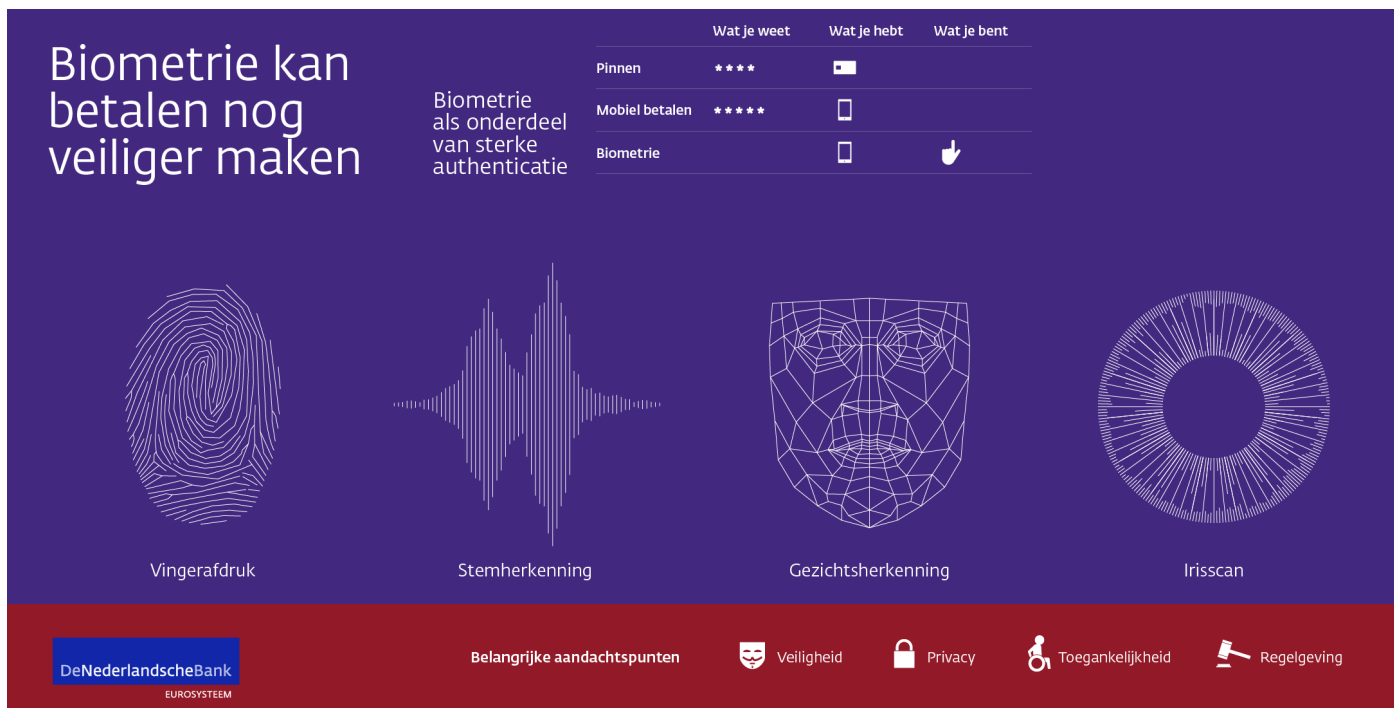 Biometrie kan
betalen nog
veiliger maken
Biometrie
als onderdeel
van sterke
authenticatie
Wat je weet Wat je hebt Wat je bent
Pinnen ****
Mobiel betalen *****
Biometrie
Vingerafdruk Stemherkenning Gezichtsherkenning Irisscan
DeNederlandscheBank
EUROSYSTEEM
Belangrijke aandachtspunten Veiligheid Privacy Toegankelijkheid Regelgeving